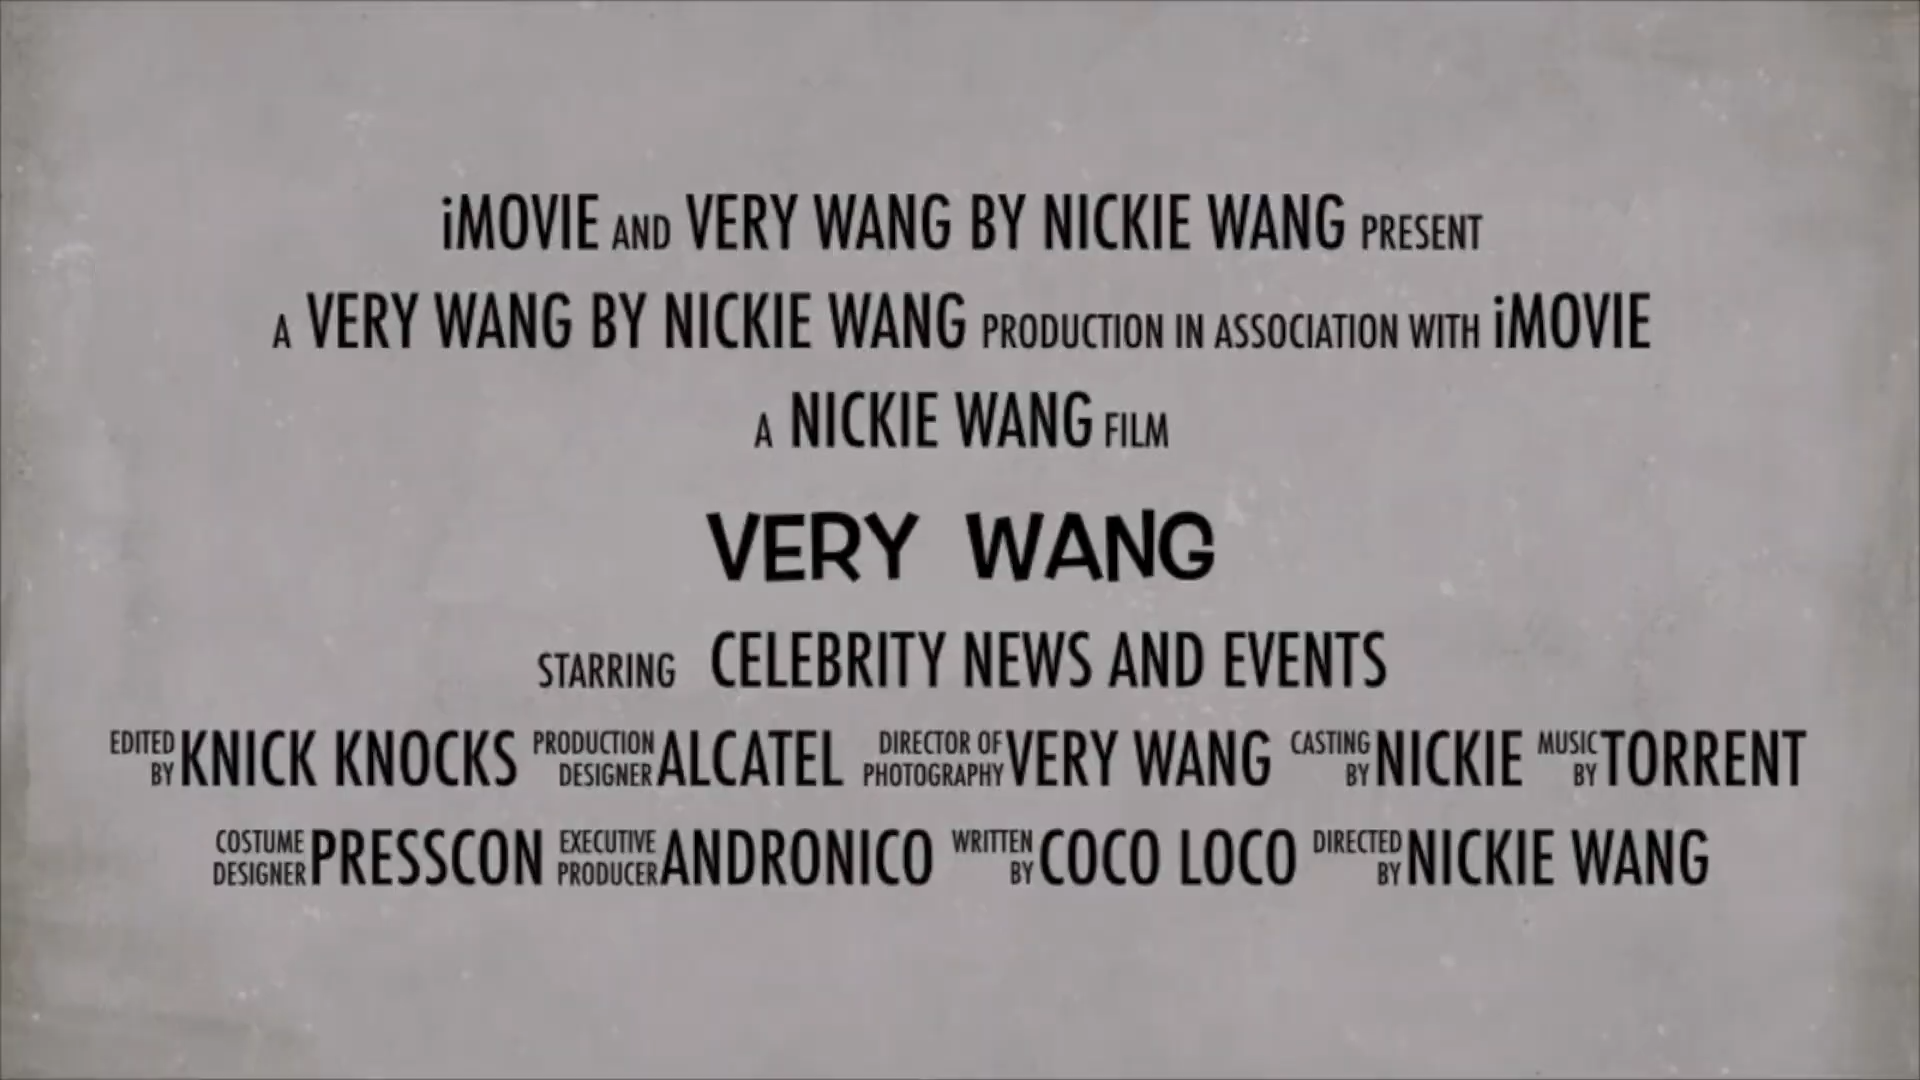 iMOVIE AND VERY WANG BY NICKIE WANG PRESENT
A VERY WANG BY NICKIE WANG PRODUCTION IN ASSOCIATION WITH iMOVIE
A NICKIE WANG FILM
VERY WANG
STARRING CELEBRITY NEWS AND EVENTS
EDITED BY KNICK KNOCKS PRODUCTION DESIGNER ALCATEL DIRECTOR OF PHOTOGRAPHY VERY WANG CASTING BY NICKIE MUSIC BY TORRENT
COSTUME DESIGNER PRESSCON EXECUTIVE PRODUCER ANDRONICO WRITTEN BY COCO LOCO DIRECTED BY NICKIE WANG